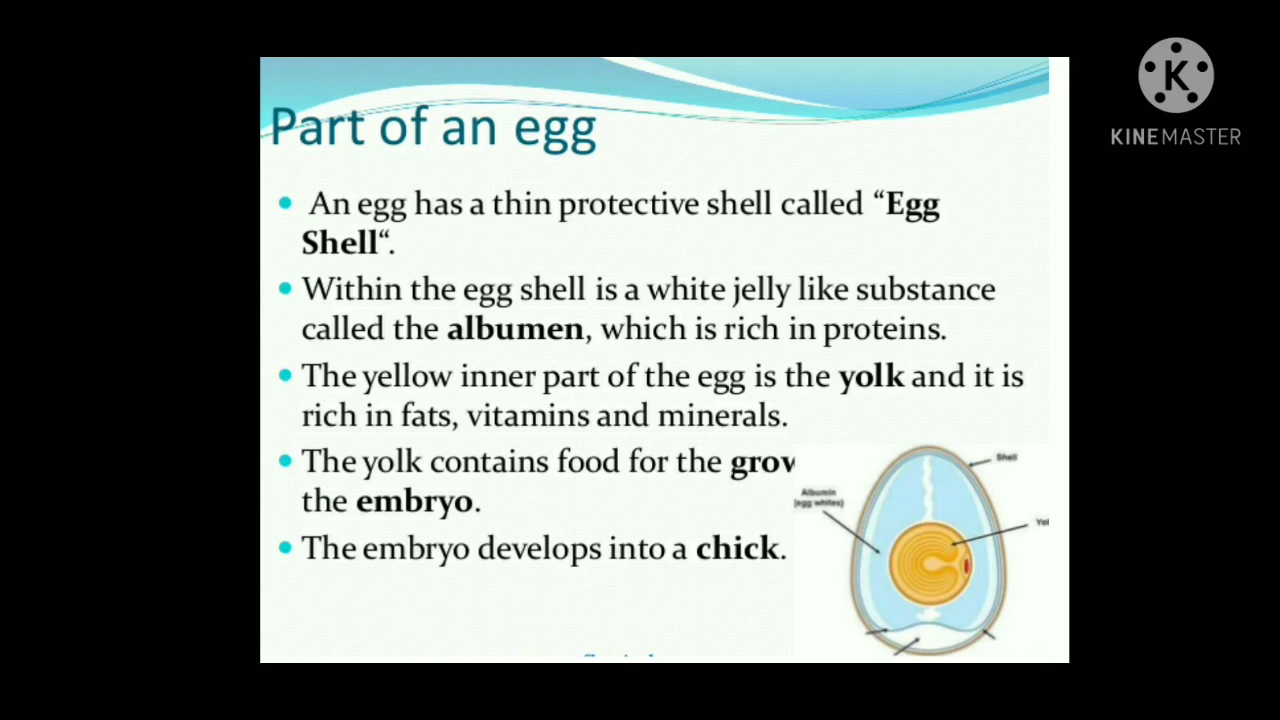 KINEMASTER
Part of an egg
An egg has a thin protective shell called “Egg
Shell“.
Within the egg shell is a white jelly like substance
called the albumen, which is rich in proteins.
The yellow inner part of the egg is the yolk and it is
rich in fats, vitamins and minerals.
The yolk contains food for the
the embryo.
The embryo develops into a chick.
Shell
Albumin
(egg whites)